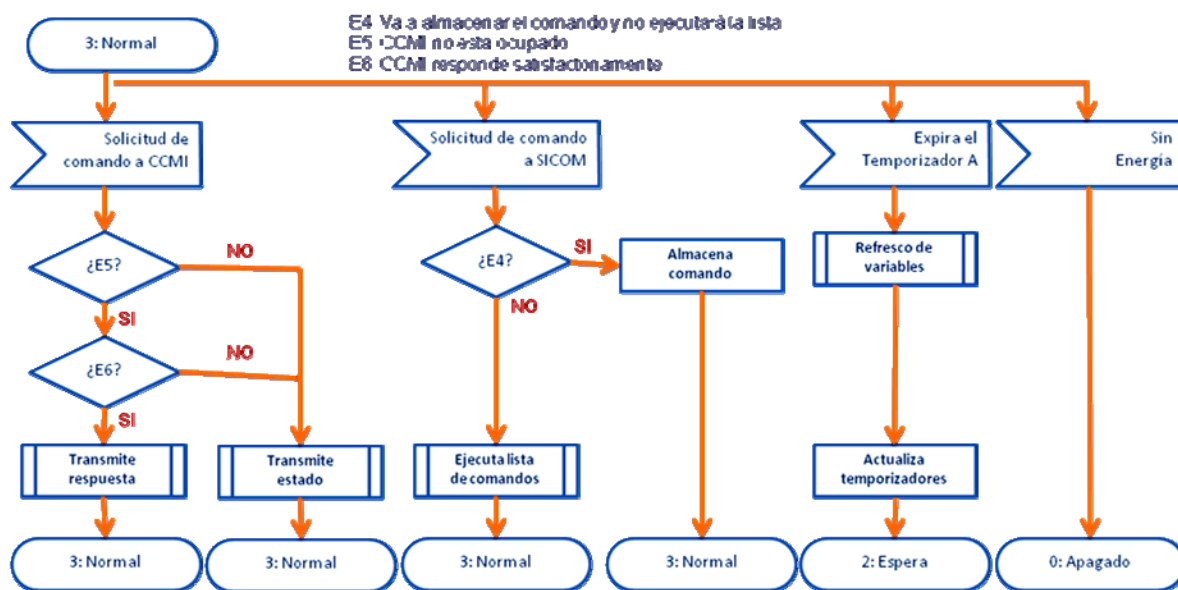 E4 Va a almacenar el comando y no ejecutará la lista
E5 CCMI no esta ocupado
E6 CCMI responde satisfactoriamente
3: Normal
Solicitud de
comando a CCMI
Solicitud de comando
a SICOM
Expira el
Temporizador A
Sin
Energía
¿E5?
NO
SI
¿E4?
SI
NO
Almacena
comando
Refresco de
variables
¿E6?
NO
SI
Transmite
respuesta
Transmite
estado
Ejecuta lista
de comandos
Actualiza
temporizadores
3: Normal
3: Normal
3: Normal
3: Normal
2: Espera
0: Apagado